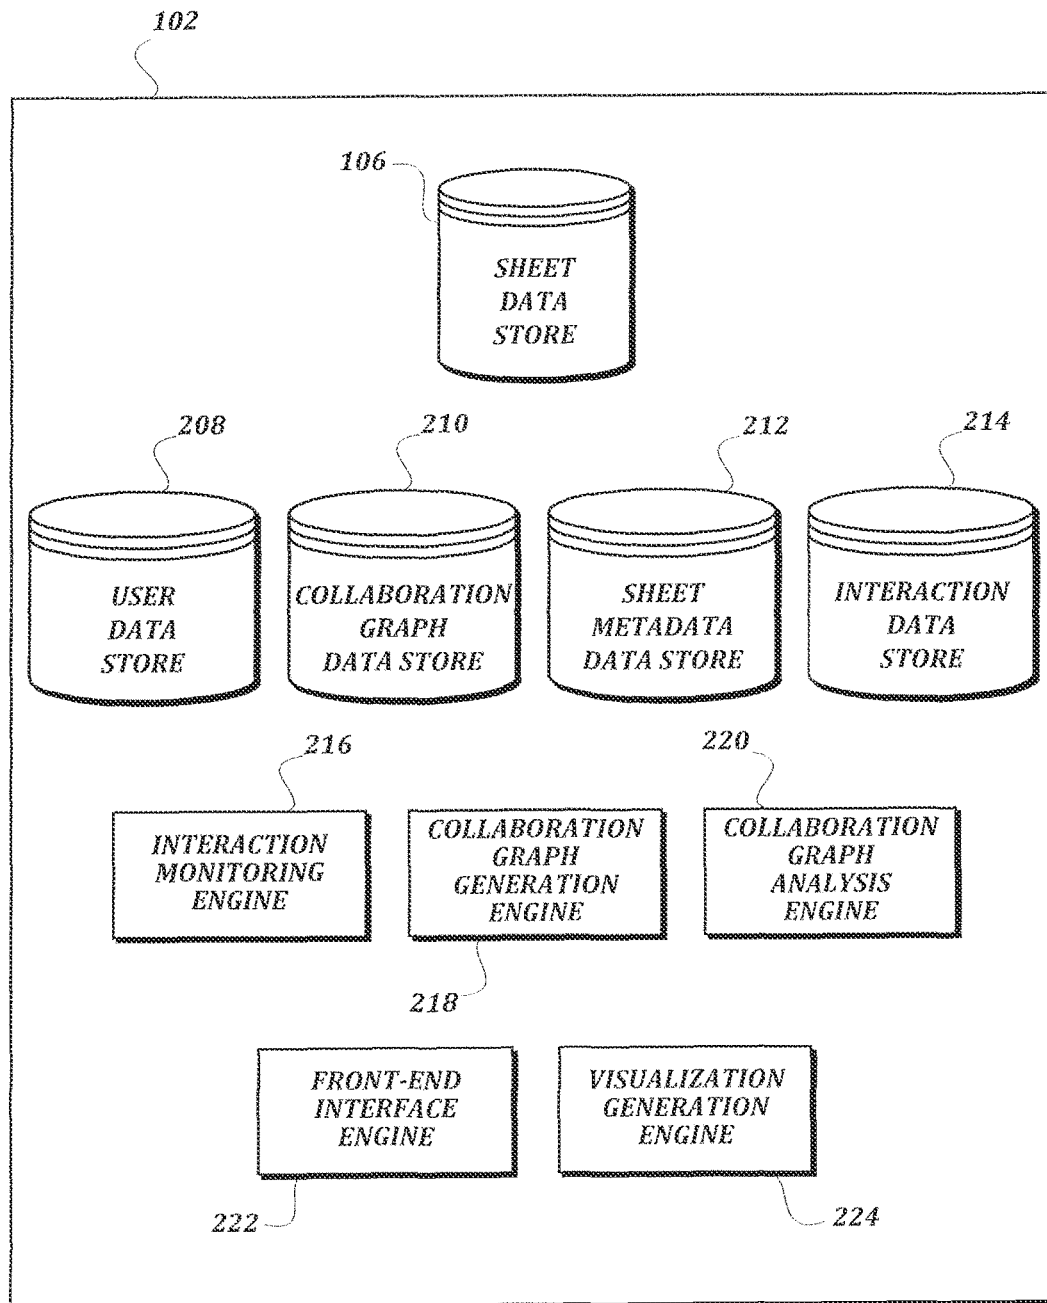 102
106
SHEET
DATA
STORE
208
210
212
214
USER
DATA
STORE
COLLABORATION
GRAPH
DATA STORE
SHEET
METADATA
DATA STORE
INTERACTION
DATA
STORE
216
220
INTERACTION
MONITORING
ENGINE
COLLABORATION
GRAPH
GENERATION
ENGINE
COLLABORATION
GRAPH
ANALYSIS
ENGINE
218
FRONT-END
INTERFACE
ENGINE
VISUALIZATION
GENERATION
ENGINE
222
224